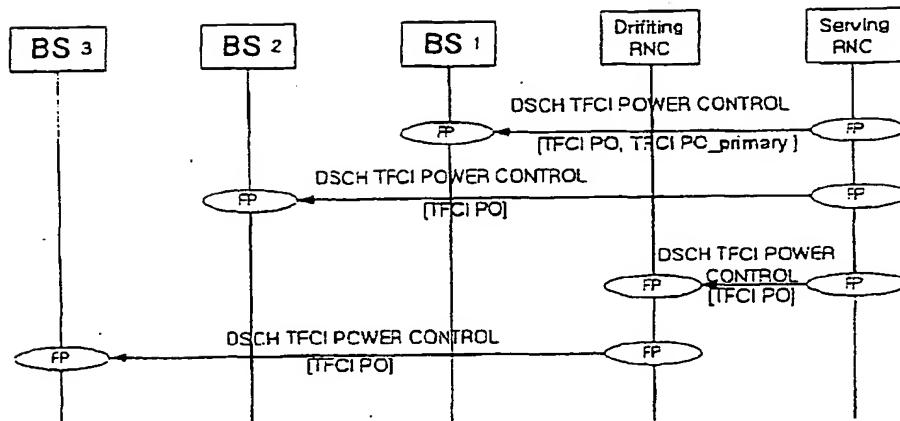 BS 3
BS 2
BS 1
Drifiting
RNC
Serving
RNC
DSCH TFCI POWER CONTROL
FP
FP
[TFCI PO, TFCI PO_primary ]
DSCH TFCI POWER CONTROL
FP
FP
[TFCI PO]
DSCH TFCI POWER
CONTROL
FP
FP
[TFCI PO]
DSCH TFCI POWER CONTROL
FP
FP
[TFCI PO]